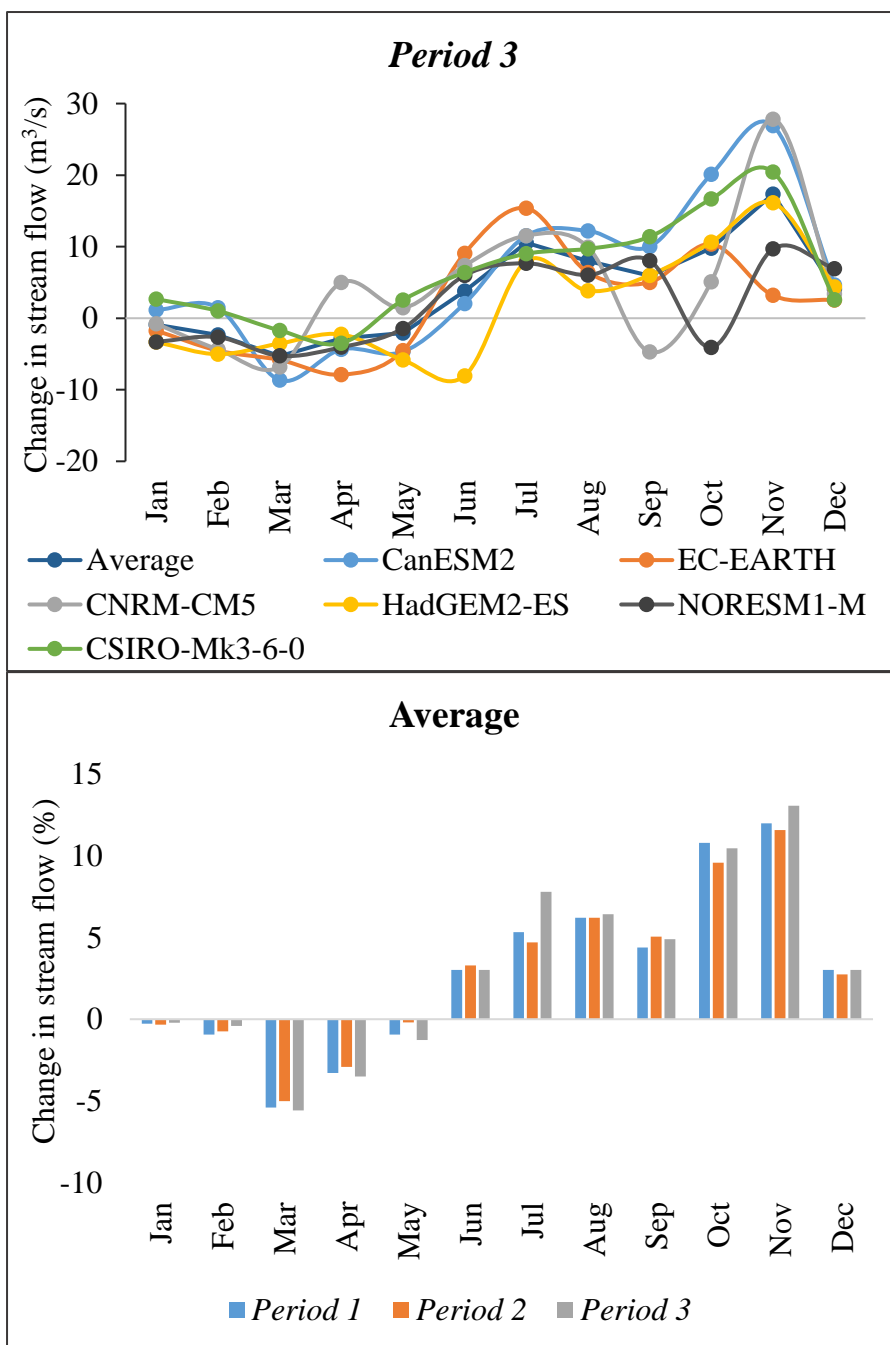 Period 3
Change in stream flow (m³/s)
30
20
10
0
-10
-20
Jan Feb Mar Apr May Jun Jul Aug Sep Oct Nov Dec
Average CanESM2 EC-EARTH
CNRM-CM5 HadGEM2-ES NORESM1-M
CSIRO-Mk3-6-0
Average
Change in stream flow (%)
15
10
5
0
-5
-10
Jan Feb Mar Apr May Jun Jul Aug Sep Oct Nov Dec
Period 1 Period 2 Period 3